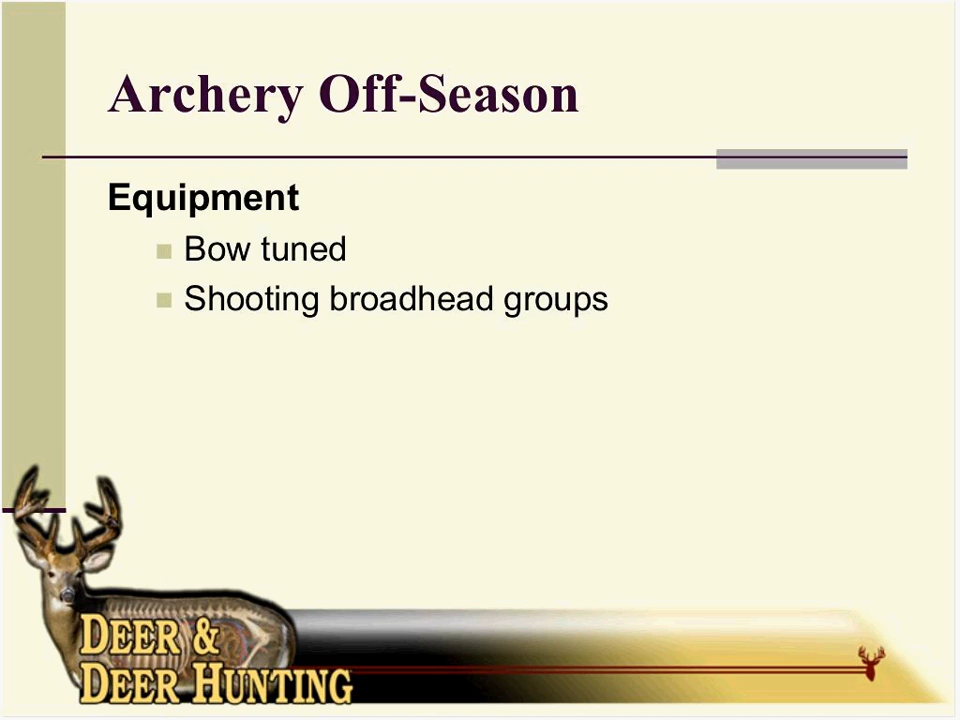 Archery Off-Season
Equipment
Bow tuned
Shooting broadhead groups
DEER &
DEER HUNTING